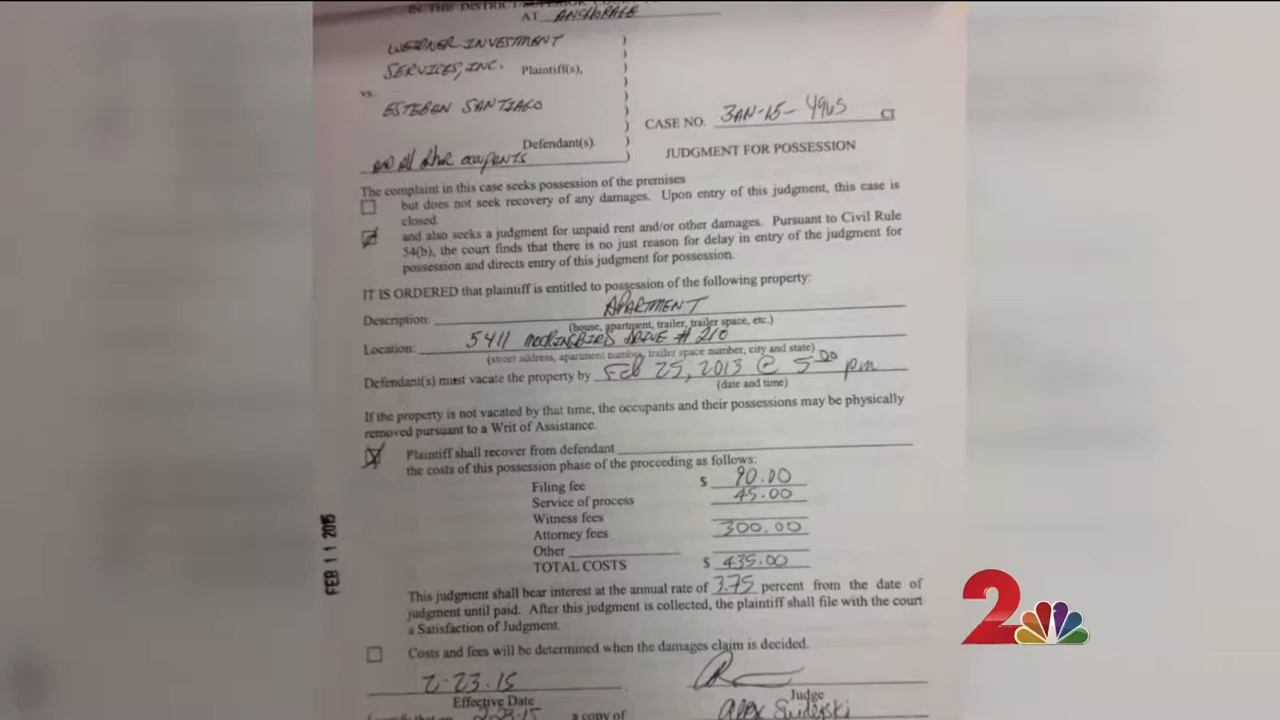 IN THE DISTRICT
AT ANCHORAGE
WEIDNER INVESTMENT
SERVICES, INC. Plaintiff(s),
vs.
ESTEBAN SANTIAGO
CASE NO. 3AN-15-4965 CI
Defendant(s)
and all other occupants
JUDGMENT FOR POSSESSION
The complaint in this case seeks possession of the premises
but does not seek recovery of any damages. Upon entry of this judgment, this case is
closed.
and also seeks a judgment for unpaid rent and/or other damages. Pursuant to Civil Rule
54(b), the court finds that there is no just reason for delay in entry of the judgment for
possession and directs entry of this judgment for possession.
IT IS ORDERED that plaintiff is entitled to possession of the following property:
Description: APARTMENT
(house, apartment, trailer, trailer space, etc.)
Location: 5411 MOCKINGBIRD DRIVE # 210
(street address, apartment number, trailer space number, city and state)
Defendant(s) must vacate the property by Feb 25, 2013 @ 5:00 pm
(date and time)
If the property is not vacated by that time, the occupants and their possessions may be physically
removed pursuant to a Writ of Assistance.
Plaintiff shall recover from defendant
the costs of this possession phase of the proceeding as follows:
Filing fee $ 90.00
Service of process 45.00
Witness fees
Attorney fees 300.00
Other
TOTAL COSTS $ 435.00
FEB 11 2015
This judgment shall bear interest at the annual rate of 3.75 percent from the date of
judgment until paid. After this judgment is collected, the plaintiff shall file with the court
a Satisfaction of Judgment.
Costs and fees will be determined when the damages claim is decided.
2-23-15
Effective Date
Judge
2-23-15 a copy of
Alex Swiderski
2